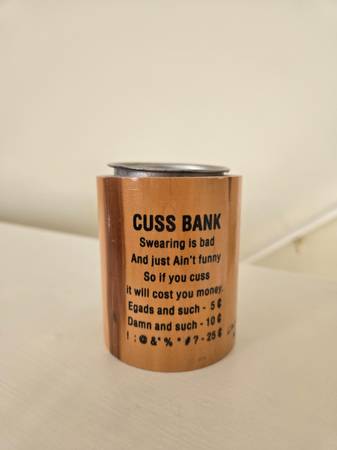 CUSS BANK
Swearing is bad
And just Ain't funny
So if you cuss
it will cost you money.
Egads and such - 5¢
Damn and such - 10¢
! : @ & * % " # ? - 25¢